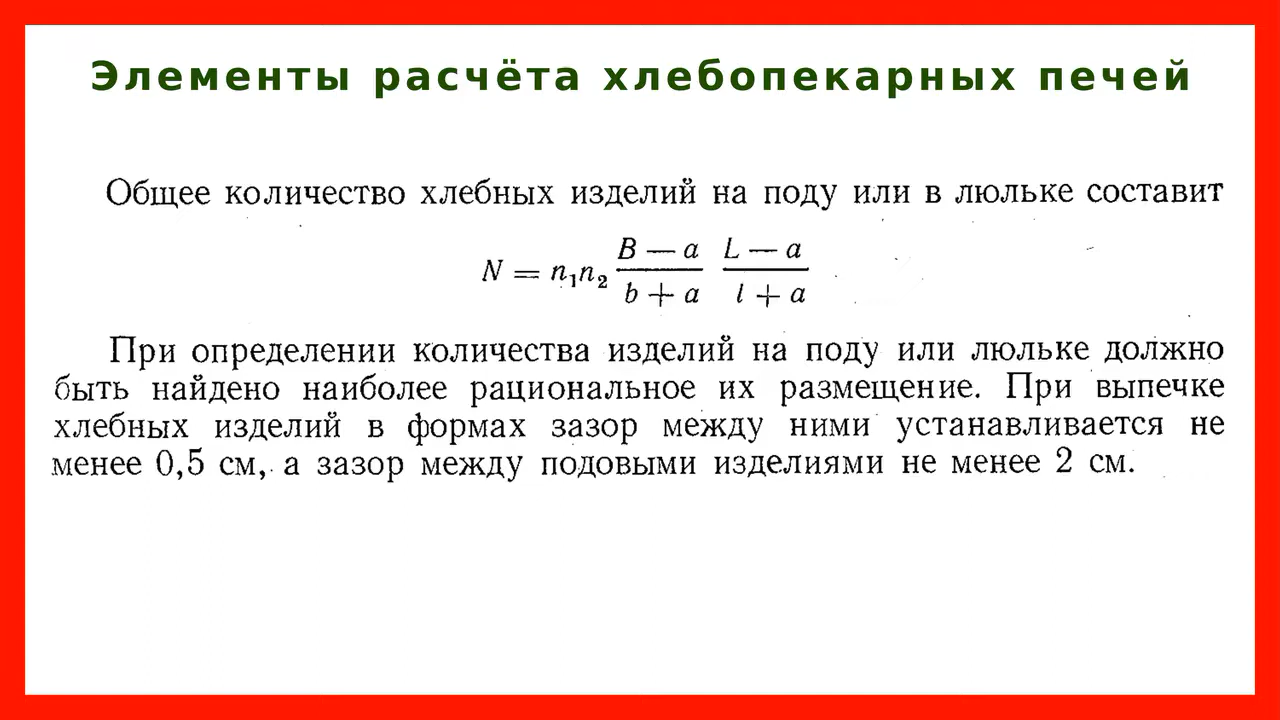 Элементы расчёта хлебопекарных печей
Общее количество хлебных изделий на поду или в люльке составит
N = n₁n₂ (B — a)/(b + a) (L — a)/(l + a)
При определении количества изделий на поду или люльке должно
быть найдено наиболее рациональное их размещение. При выпечке
хлебных изделий в формах зазор между ними устанавливается не
менее 0,5 см, а зазор между подовыми изделиями не менее 2 см.